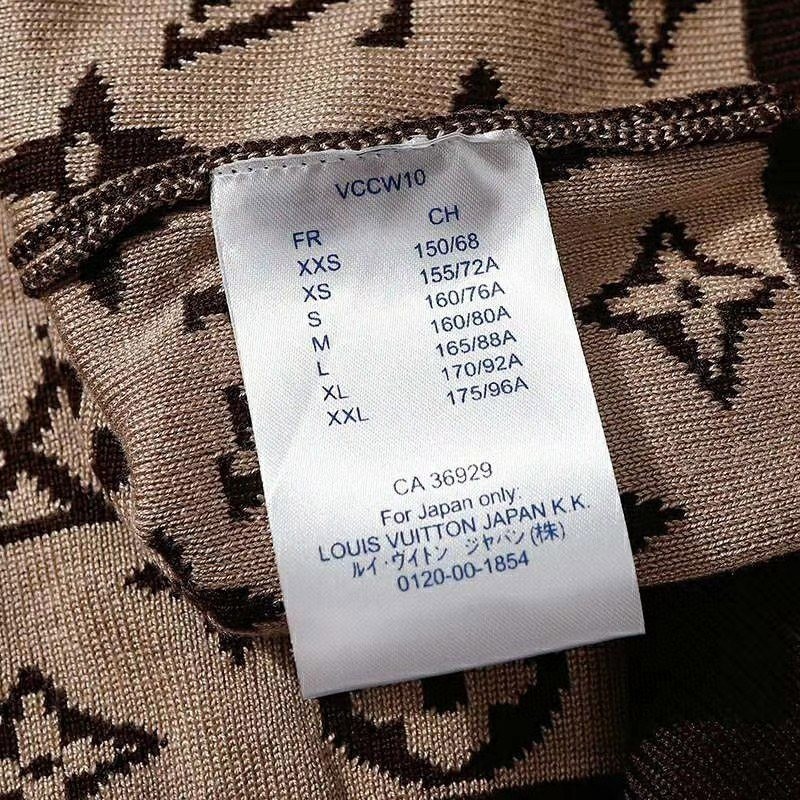 VCCW10
FR CH
XXS 150/68
XS 155/72A
S 160/76A
M 160/80A
L 165/88A
XL 170/92A
XXL 175/96A
CA 36929
For Japan only:
LOUIS VUITTON JAPAN K.K.
ルイ・ヴイトン ジャパン(株)
0120-00-1854